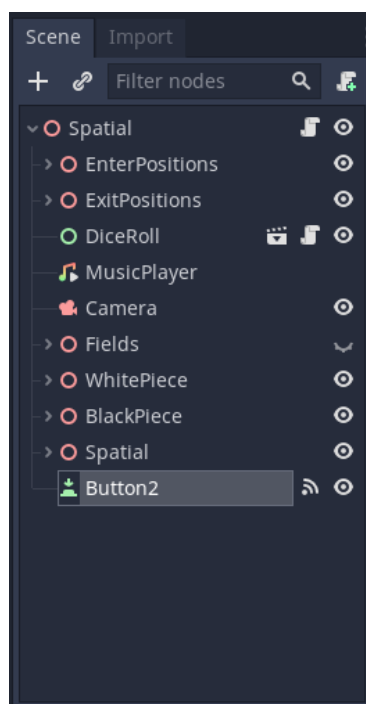 Scene Import
Filter nodes
Spatial
EnterPositions
ExitPositions
DiceRoll
MusicPlayer
Camera
Fields
WhitePiece
BlackPiece
Spatial
Button2